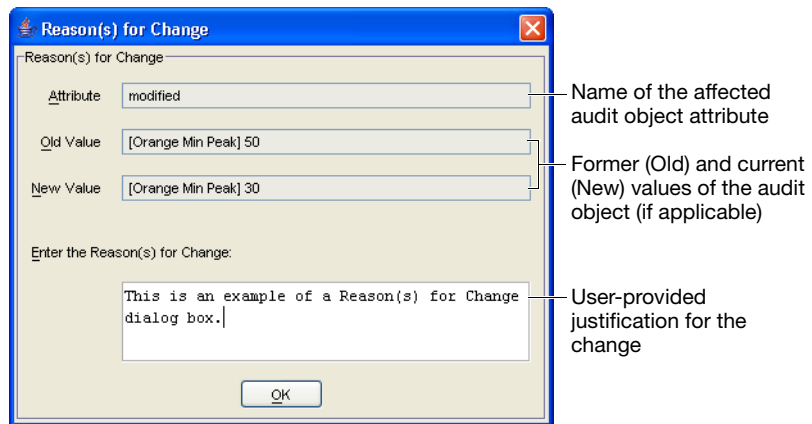 Reason(s) for Change
Reason(s) for Change
Attribute
modified
Name of the affected
audit object attribute
Old Value
[Orange Min Peak] 50
New Value
[Orange Min Peak] 30
Former (Old) and current
(New) values of the audit
object (if applicable)
Enter the Reason(s) for Change:
This is an example of a Reason(s) for Change
dialog box.
User-provided
justification for the
change
OK